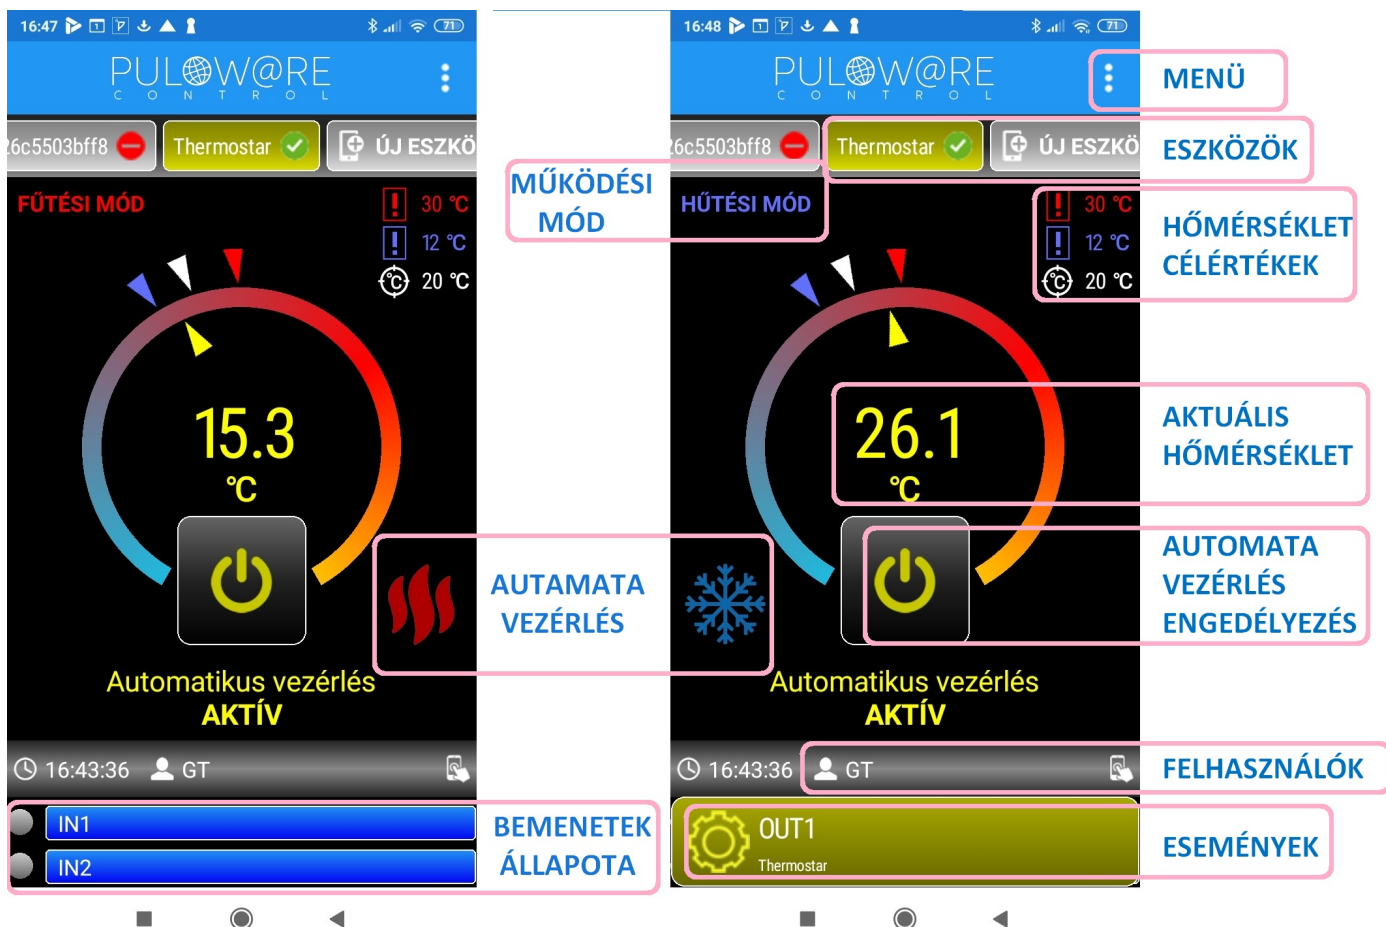 16:47
71
PULOW@RE
CONTROL
26c5503bff8
Thermostar
ÚJ ESZKÖ
FŰTÉSI MÓD
30 °C
12 °C
°C
20 °C
15.3
°C
Automatikus vezérlés
AKTÍV
16:43:36
GT
IN1
IN2
MŰKÖDÉSI
MÓD
AUTAMATA
VEZÉRLÉS
BEMENETEK
ÁLLAPOTA
16:48
71
PULOW@RE
CONTROL
26c5503bff8
Thermostar
ÚJ ESZKÖ
HŰTÉSI MÓD
30 °C
12 °C
°C
20 °C
26.1
°C
Automatikus vezérlés
AKTÍV
16:43:36
GT
OUT1
Thermostar
MENÜ
ESZKÖZÖK
HŐMÉRSÉKLET
CÉLÉRTÉKEK
AKTUÁLIS
HŐMÉRSÉKLET
AUTOMATA
VEZÉRLÉS
ENGEDÉLYEZÉS
FELHASZNÁLÓK
ESEMÉNYEK